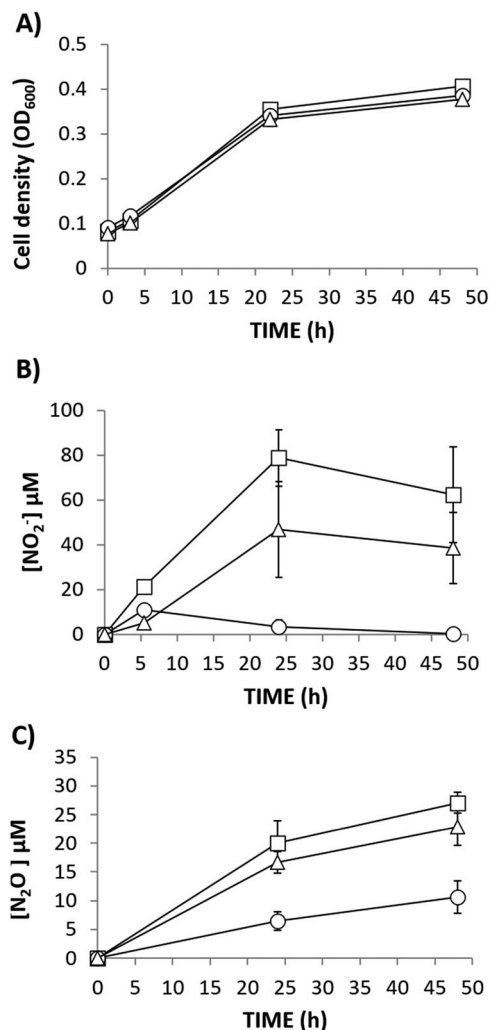 A)
0.5
0.4
0.3
0.2
0.1
0
Cell density (OD600)
0 5 10 15 20 25 30 35 40 45 50
TIME (h)
B)
100
80
60
40
20
0
[NO2-] μM
0 5 10 15 20 25 30 35 40 45 50
TIME (h)
C)
35
30
25
20
15
10
5
0
[N2O ] μM
0 5 10 15 20 25 30 35 40 45 50
TIME (h)